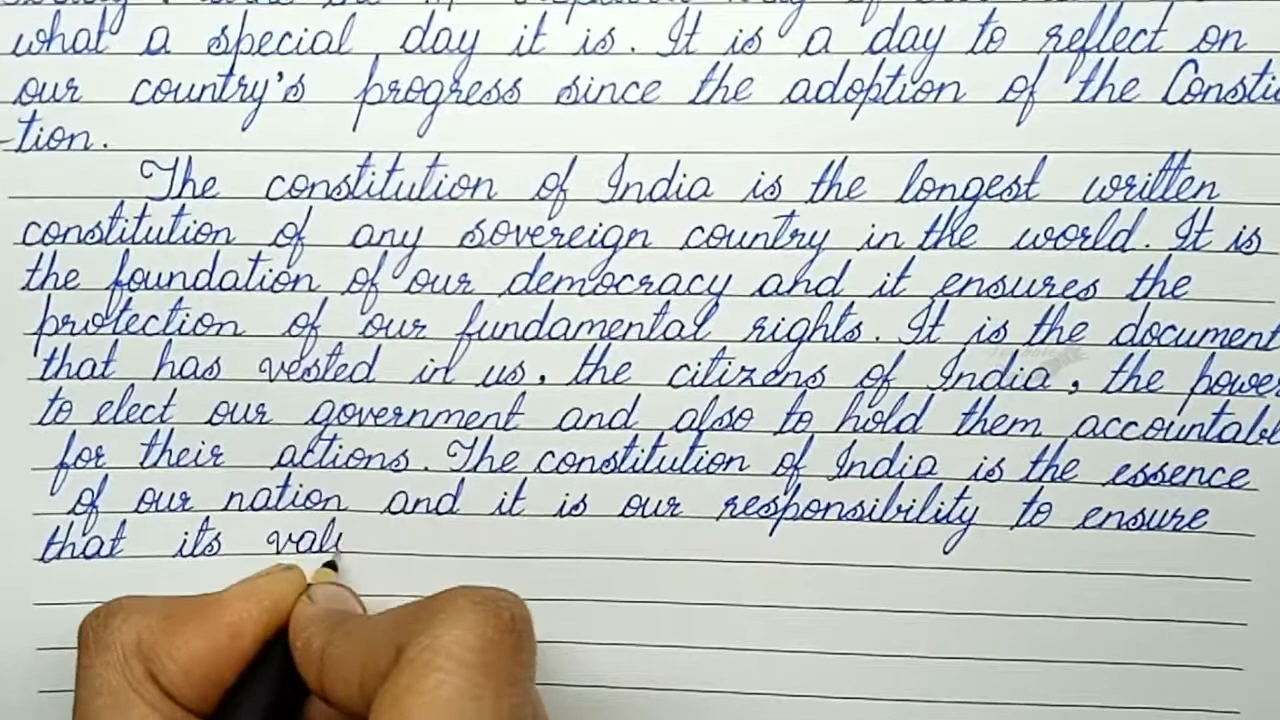 what a special day it is. It is a day to reflect on
our country's progress since the adoption of the Constitu
-tion.
The constitution of India is the longest written
constitution of any sovereign country in the world. It is
the foundation of our democracy and it ensures the
protection of our fundamental rights. It is the document
that has vested in us, the citizens of India, the power
to elect our government and also to hold them accountabl
for their actions. The constitution of India is the essence
of our nation and it is our responsibility to ensure
that its valu